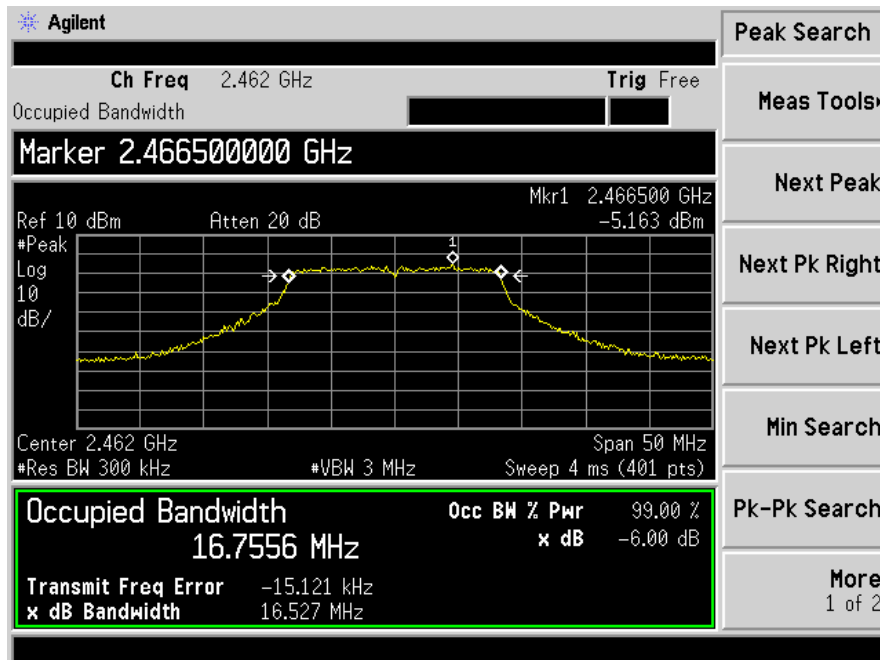 Agilent
Peak Search
Ch Freq 2.462 GHz Trig Free
Occupied Bandwidth
Meas Tools
Marker 2.466500000 GHz
Next Peak
Mkr1 2.466500 GHz
Ref 10 dBm Atten 20 dB -5.163 dBm
#Peak
1
Log
10
dB/
Next Pk Right
Next Pk Left
Min Search
Center 2.462 GHz Span 50 MHz
#Res BW 300 kHz #VBW 3 MHz Sweep 4 ms (401 pts)
Occupied Bandwidth Occ BW % Pwr 99.00 %
16.7556 MHz x dB -6.00 dB
Pk-Pk Search
Transmit Freq Error -15.121 kHz
x dB Bandwidth 16.527 MHz
More
1 of 2